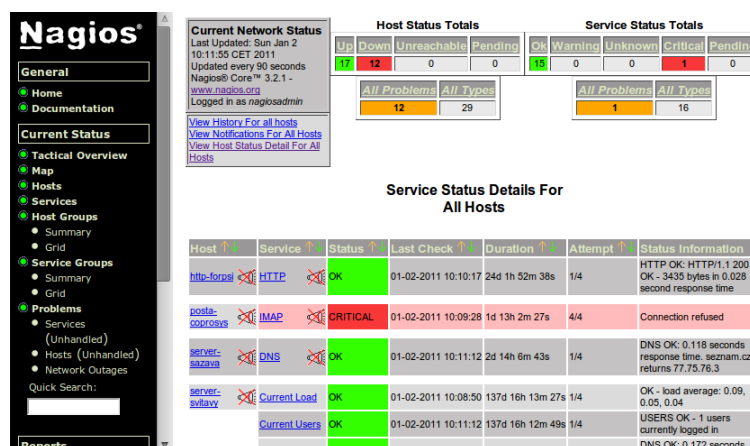 Nagios®
General
Home
Documentation
Current Status
Tactical Overview
Map
Hosts
Services
Host Groups
Summary
Grid
Service Groups
Summary
Grid
Problems
Services
(Unhandled)
Hosts (Unhandled)
Network Outages
Quick Search:
Reports
Current Network Status
Last Updated: Sun Jan 2
10:11:55 CET 2011
Updated every 90 seconds
Nagios® Core™ 3.2.1 -
www.nagios.org
Logged in as nagiosadmin
View History For all hosts
View Notifications For All Hosts
View Host Status Detail For All
Hosts
Host Status Totals
Up Down Unreachable Pending
17 12 0 0
All Problems All Types
12 29
Service Status Totals
Ok Warning Unknown Critical Pendin
15 0 0 1 0
All Problems All Types
1 16
Service Status Details For
All Hosts
Host Service Status Last Check Duration Attempt Status Information
http-forpsi HTTP OK 01-02-2011 10:10:17 24d 1h 52m 38s 1/4 HTTP OK: HTTP/1.1 200
OK - 3435 bytes in 0.028
second response time
posta-
coprosys IMAP CRITICAL 01-02-2011 10:09:28 1d 13h 2m 27s 4/4 Connection refused
server-
sazava DNS OK 01-02-2011 10:11:12 2d 14h 6m 43s 1/4 DNS OK: 0.118 seconds
response time. seznam.cz
returns 77.75.76.3
server-
svitavy Current Load OK 01-02-2011 10:08:50 137d 16h 13m 27s 1/4 OK - load average: 0.09,
0.05, 0.04
Current Users OK 01-02-2011 10:11:12 137d 16h 12m 49s 1/4 USERS OK - 1 users
currently logged in
DNS OK: 0.172 seconds